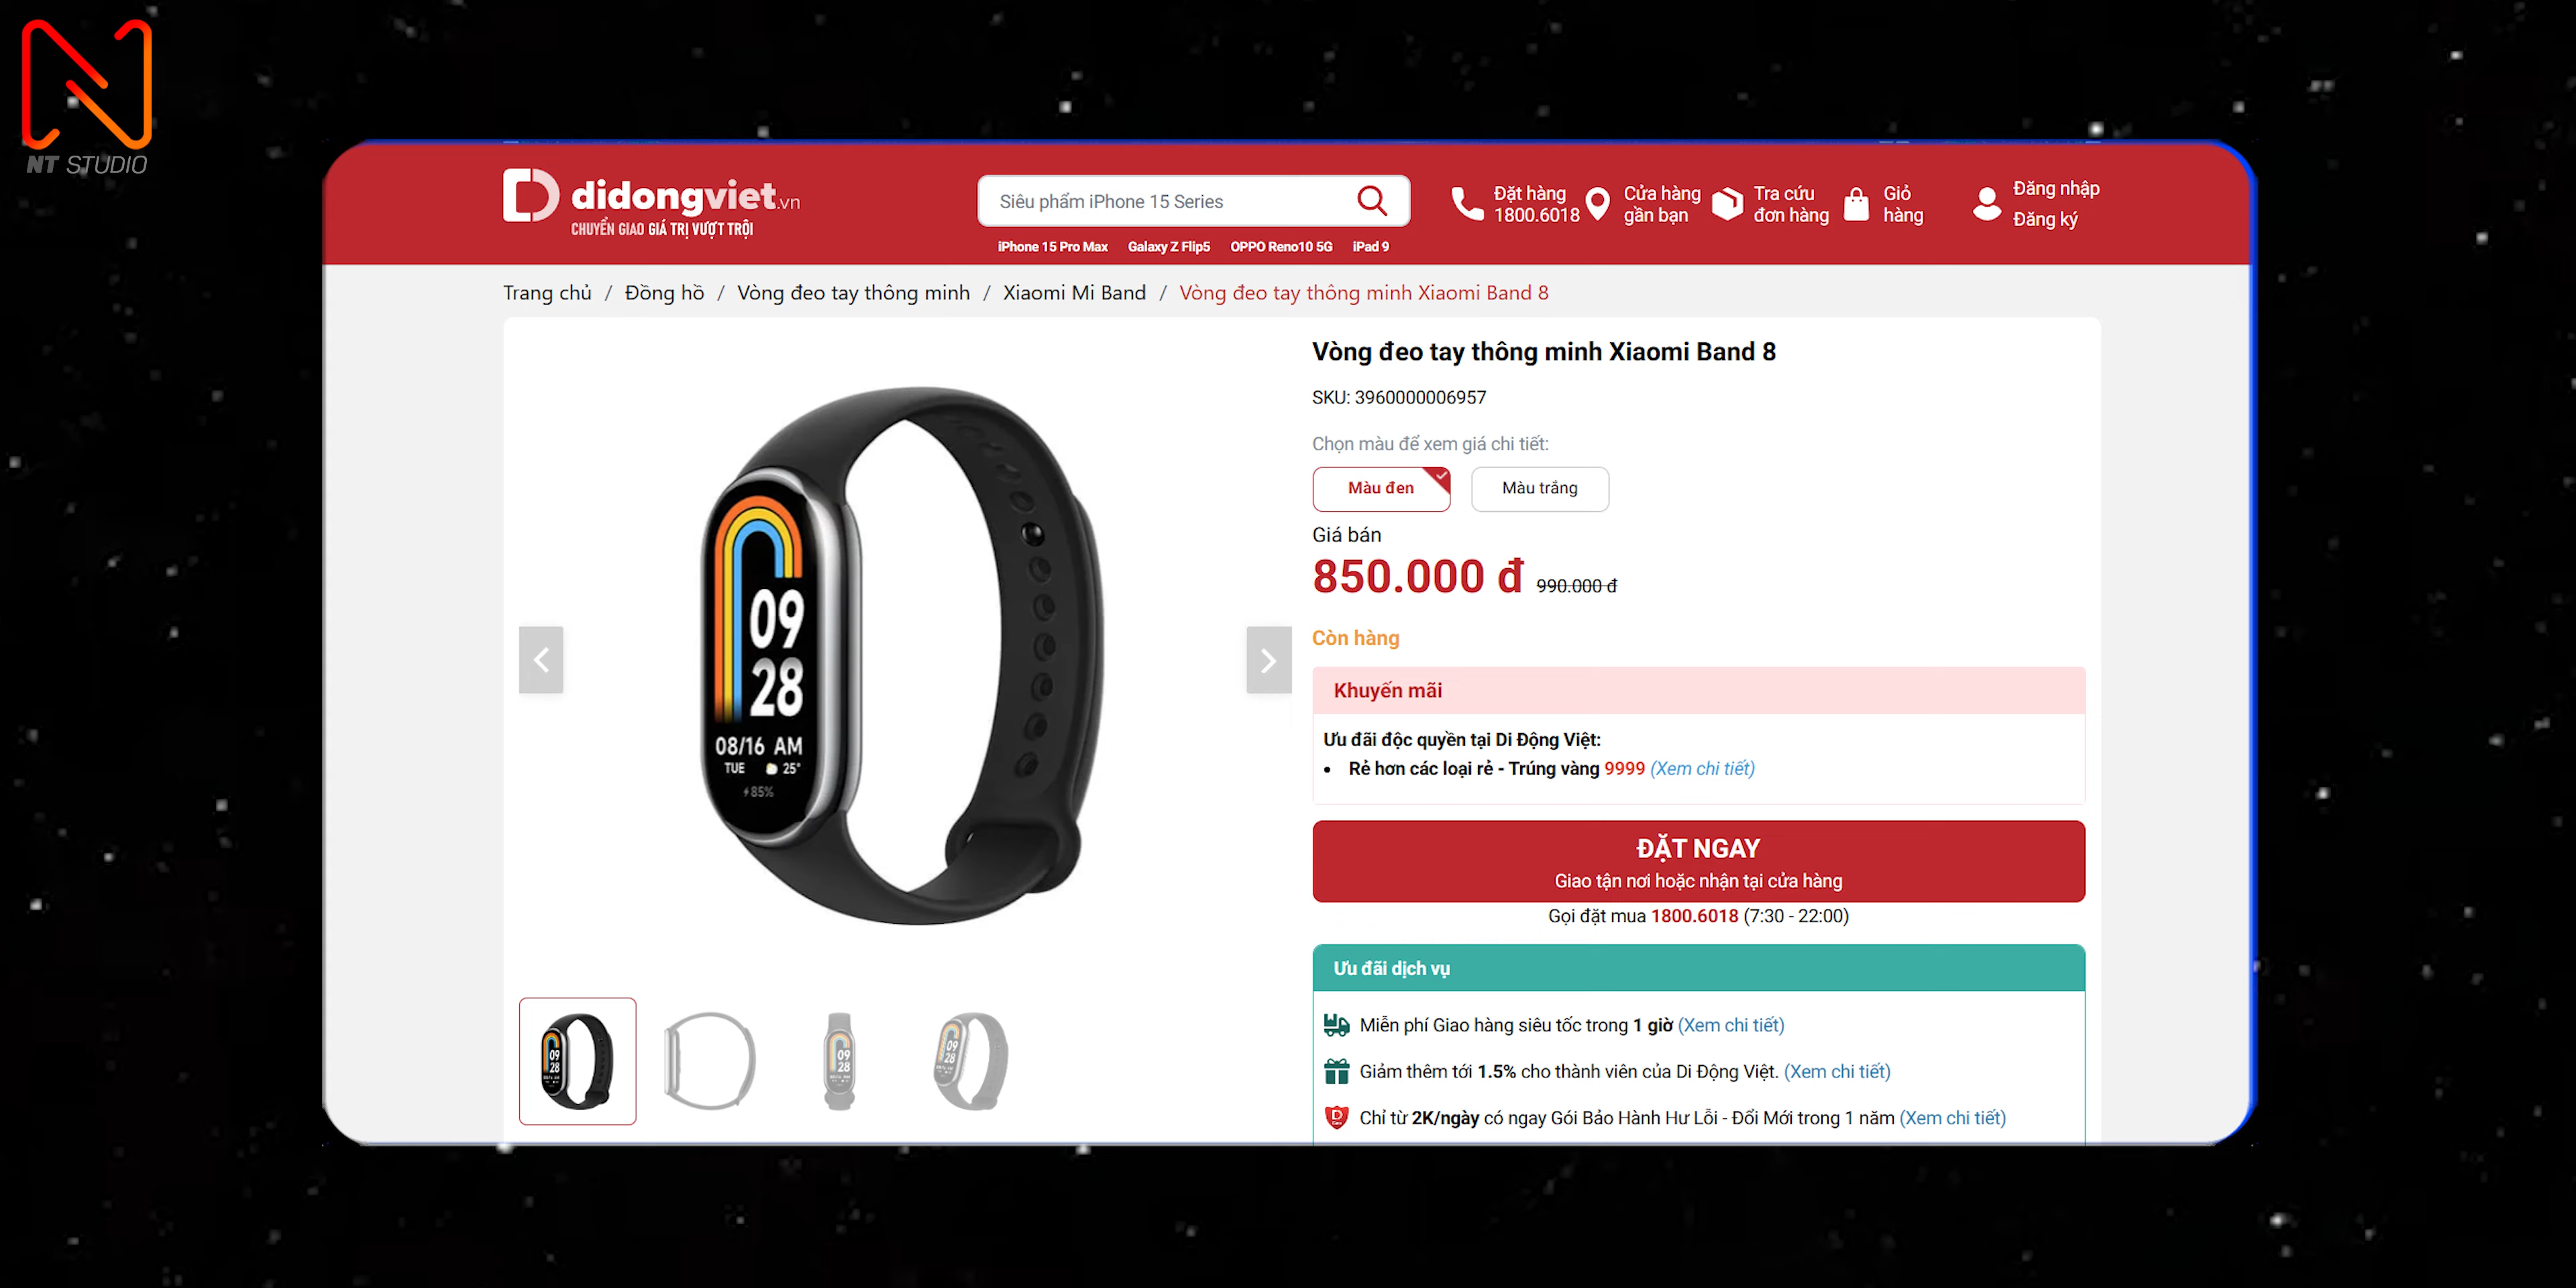 NT STUDIO
didongviet.vn
CHUYỂN GIAO GIÁ TRỊ VƯỢT TRỘI
Siêu phẩm iPhone 15 Series
iPhone 15 Pro Max Galaxy Z Flip5 OPPO Reno10 5G iPad 9
Đặt hàng
1800.6018
Cửa hàng
gần bạn
Tra cứu
đơn hàng
Giỏ
hàng
Đăng nhập
Đăng ký
Trang chủ / Đồng hồ / Vòng đeo tay thông minh / Xiaomi Mi Band / Vòng đeo tay thông minh Xiaomi Band 8
09
28
08/16 AM
TUE 25°
85%
Vòng đeo tay thông minh Xiaomi Band 8
SKU: 3960000006957
Chọn màu để xem giá chi tiết:
Màu đen Màu trắng
Giá bán
850.000 đ 990.000 đ
Còn hàng
Khuyến mãi
Ưu đãi độc quyền tại Di Động Việt:
• Rẻ hơn các loại rẻ - Trúng vàng 9999 (Xem chi tiết)
ĐẶT NGAY
Giao tận nơi hoặc nhận tại cửa hàng
Gọi đặt mua 1800.6018 (7:30 - 22:00)
Ưu đãi dịch vụ
Miễn phí Giao hàng siêu tốc trong 1 giờ (Xem chi tiết)
Giảm thêm tới 1.5% cho thành viên của Di Động Việt. (Xem chi tiết)
Chỉ từ 2K/ngày có ngay Gói Bảo Hành Hư Lỗi - Đổi Mới trong 1 năm (Xem chi tiết)
09
28
09
28
09
28